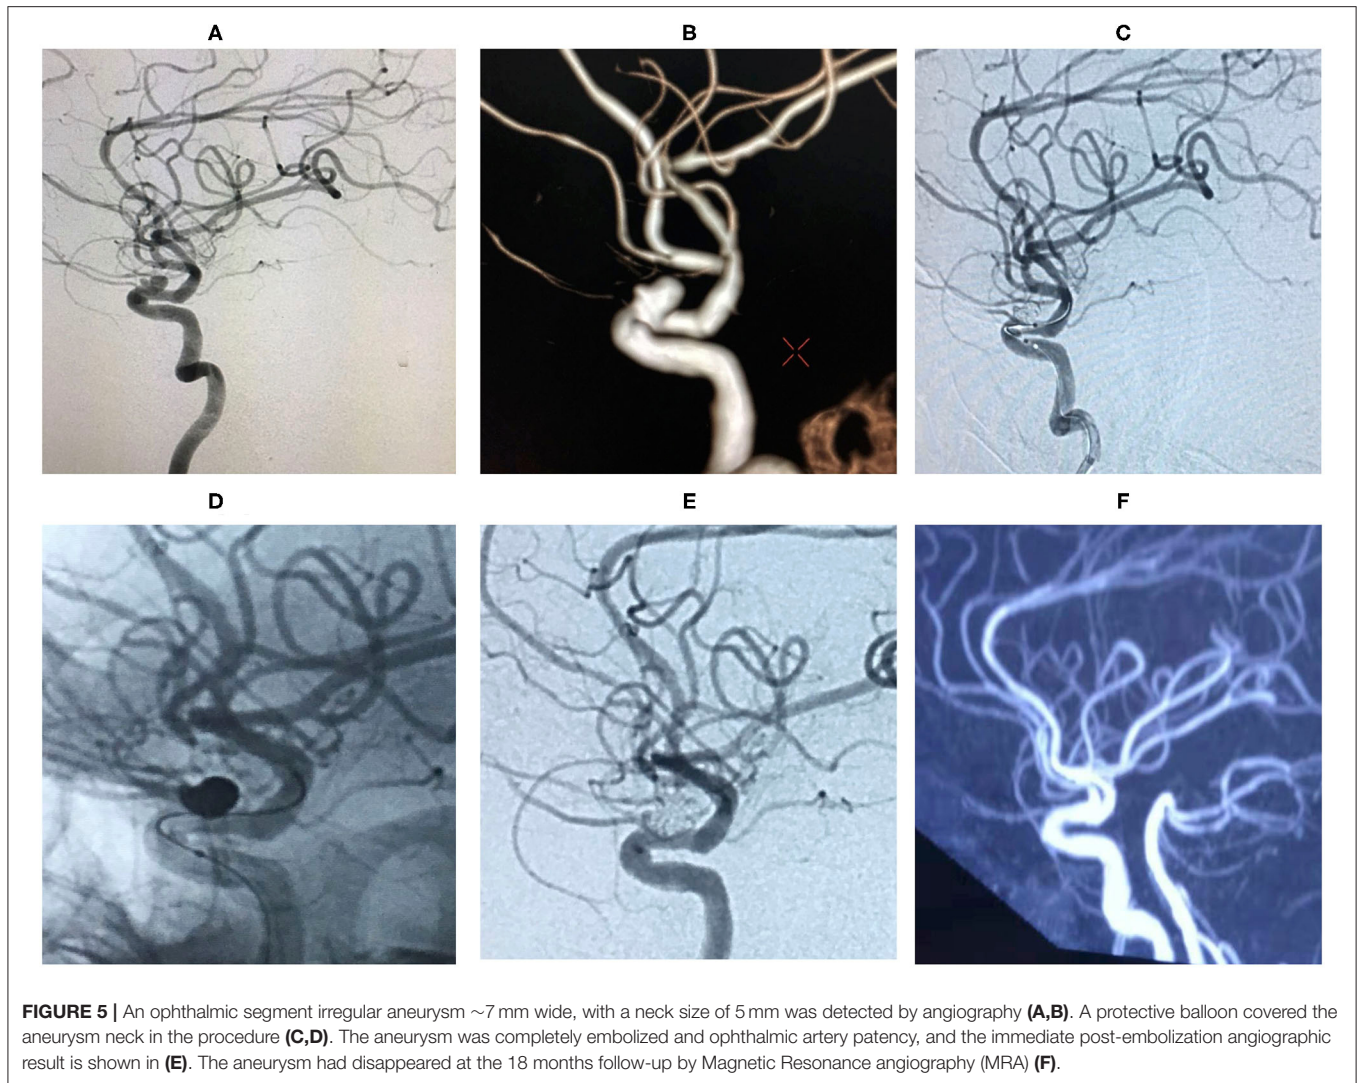 A
B
C
D
E
F
FIGURE 5 | An ophthalmic segment irregular aneurysm ∼7 mm wide, with a neck size of 5 mm was detected by angiography (A,B). A protective balloon covered the
aneurysm neck in the procedure (C,D). The aneurysm was completely embolized and ophthalmic artery patency, and the immediate post-embolization angiographic
result is shown in (E). The aneurysm had disappeared at the 18 months follow-up by Magnetic Resonance angiography (MRA) (F).